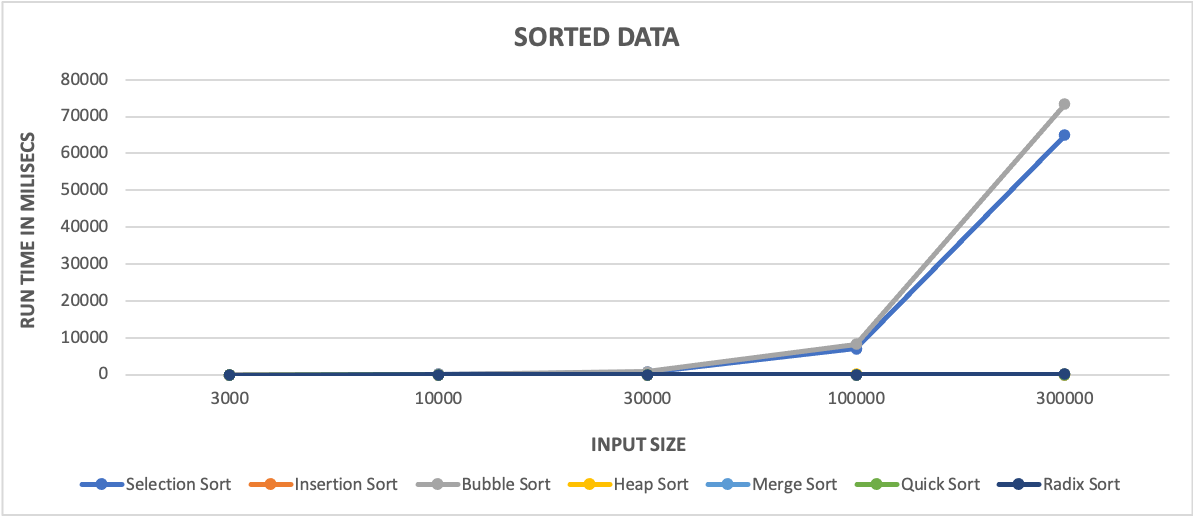 SORTED DATA
RUN TIME IN MILISECS
80000
70000
60000
50000
40000
30000
20000
10000
0
3000 10000 30000 100000 300000
INPUT SIZE
Selection Sort Insertion Sort Bubble Sort Heap Sort Merge Sort Quick Sort Radix Sort